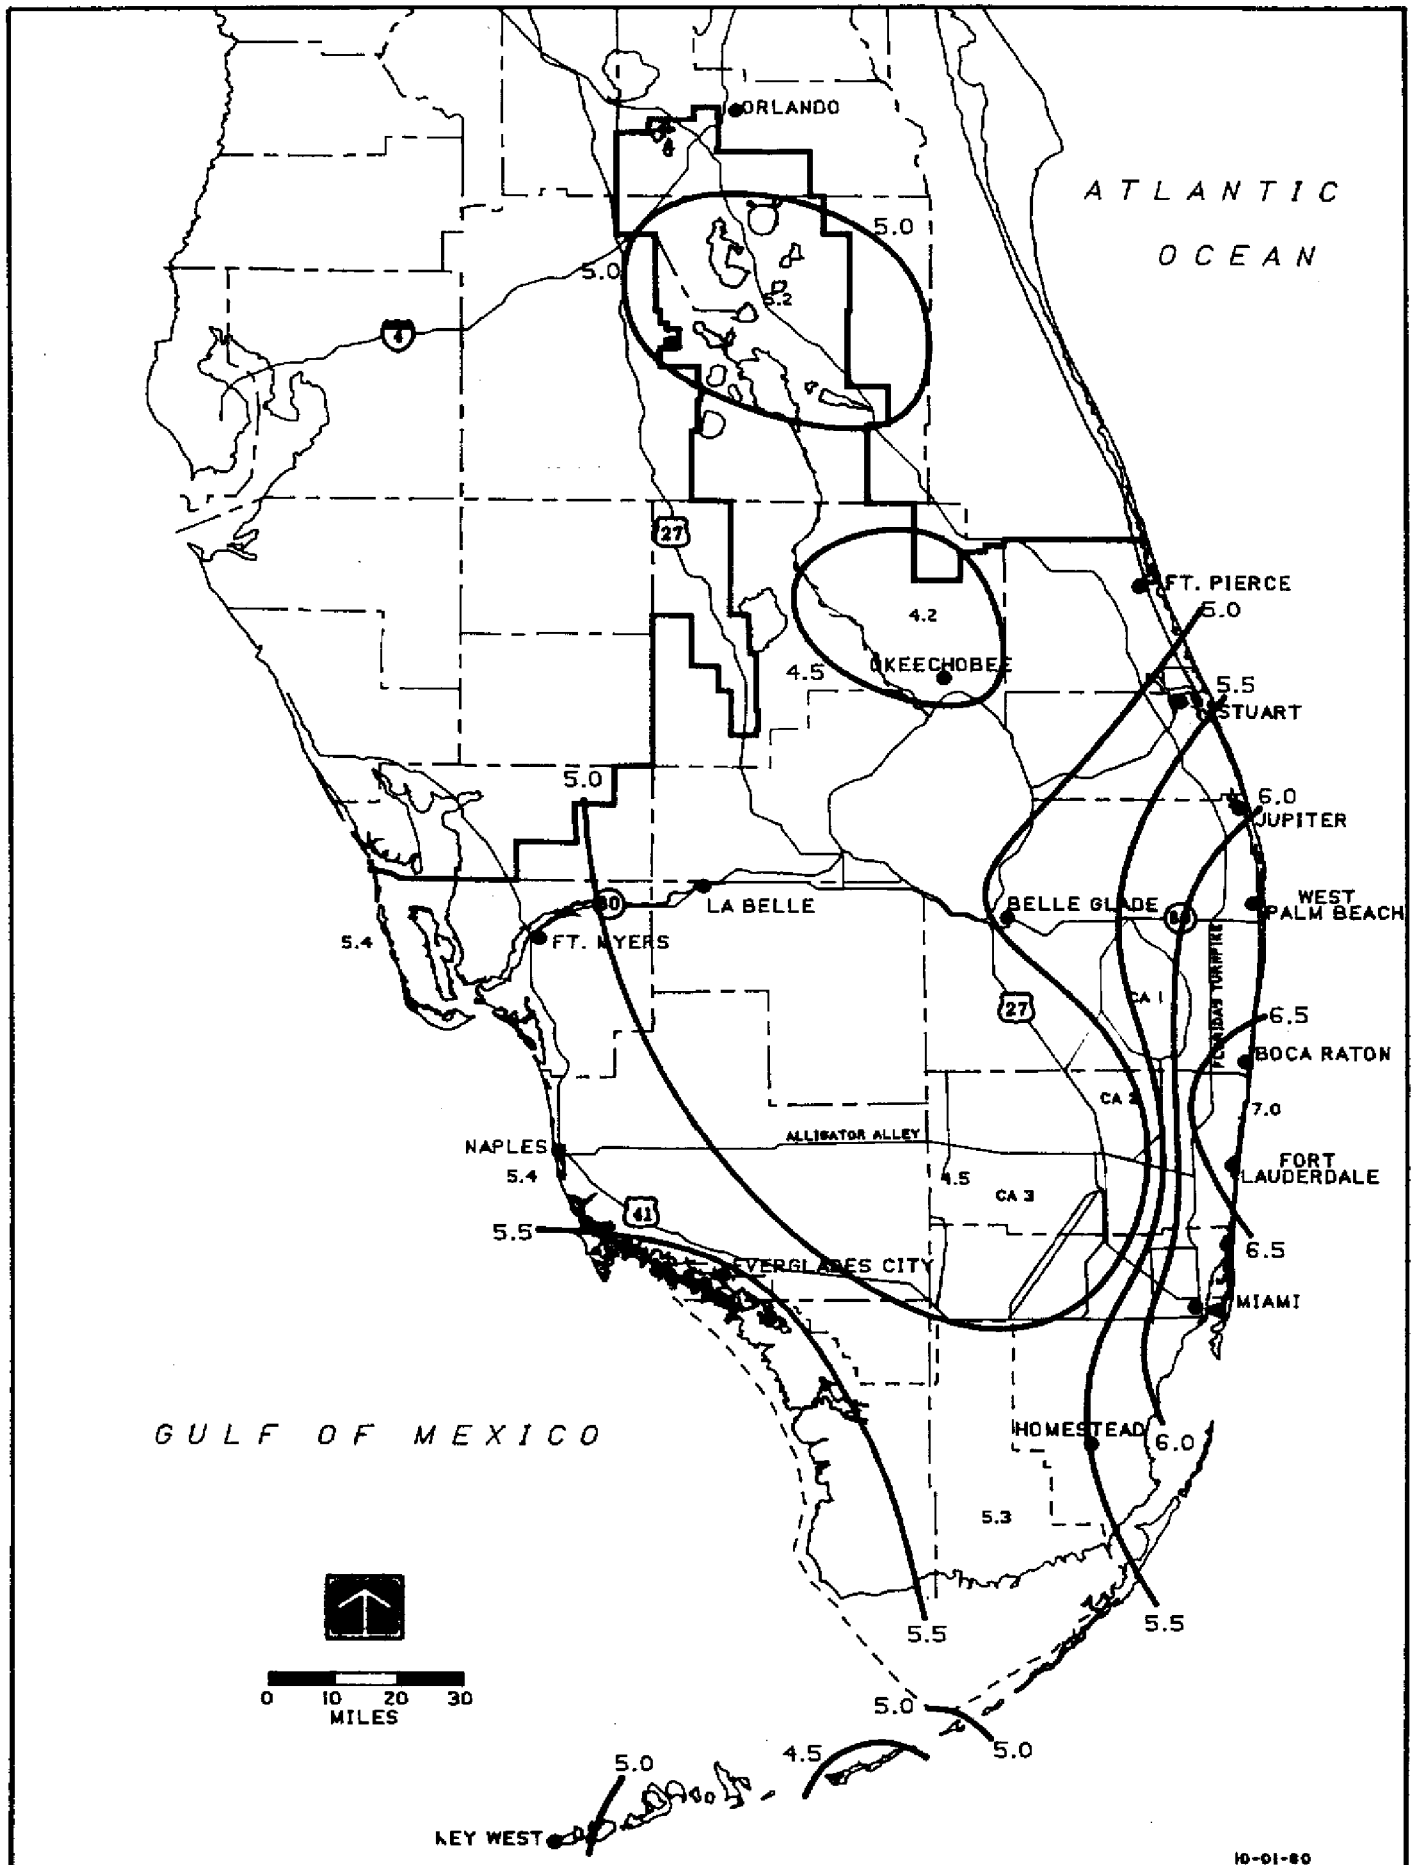 ORLANDO
ATLANTIC
OCEAN
5.0
5.0
5.2
4
27
FT. PIERCE
5.0
4.2
OKEECHOBEE
4.5
5.5
STUART
5.0
6.0
JUPITER
80
LA BELLE
BELLE GLADE
80
WEST
PALM BEACH
5.4
FT. MYERS
FLORIDA'S TURNPIKE
CA 1
27
6.5
BOCA RATON
CA 2
7.0
ALLIGATOR ALLEY
NAPLES
5.4
4.5
CA 3
FORT
LAUDERDALE
41
5.5
6.5
EVERGLADES CITY
MIAMI
GULF OF MEXICO
HOMESTEAD
6.0
5.3
5.5
5.5
0 10 20 30
MILES
5.0
5.0
4.5
5.0
KEY WEST
10-01-80